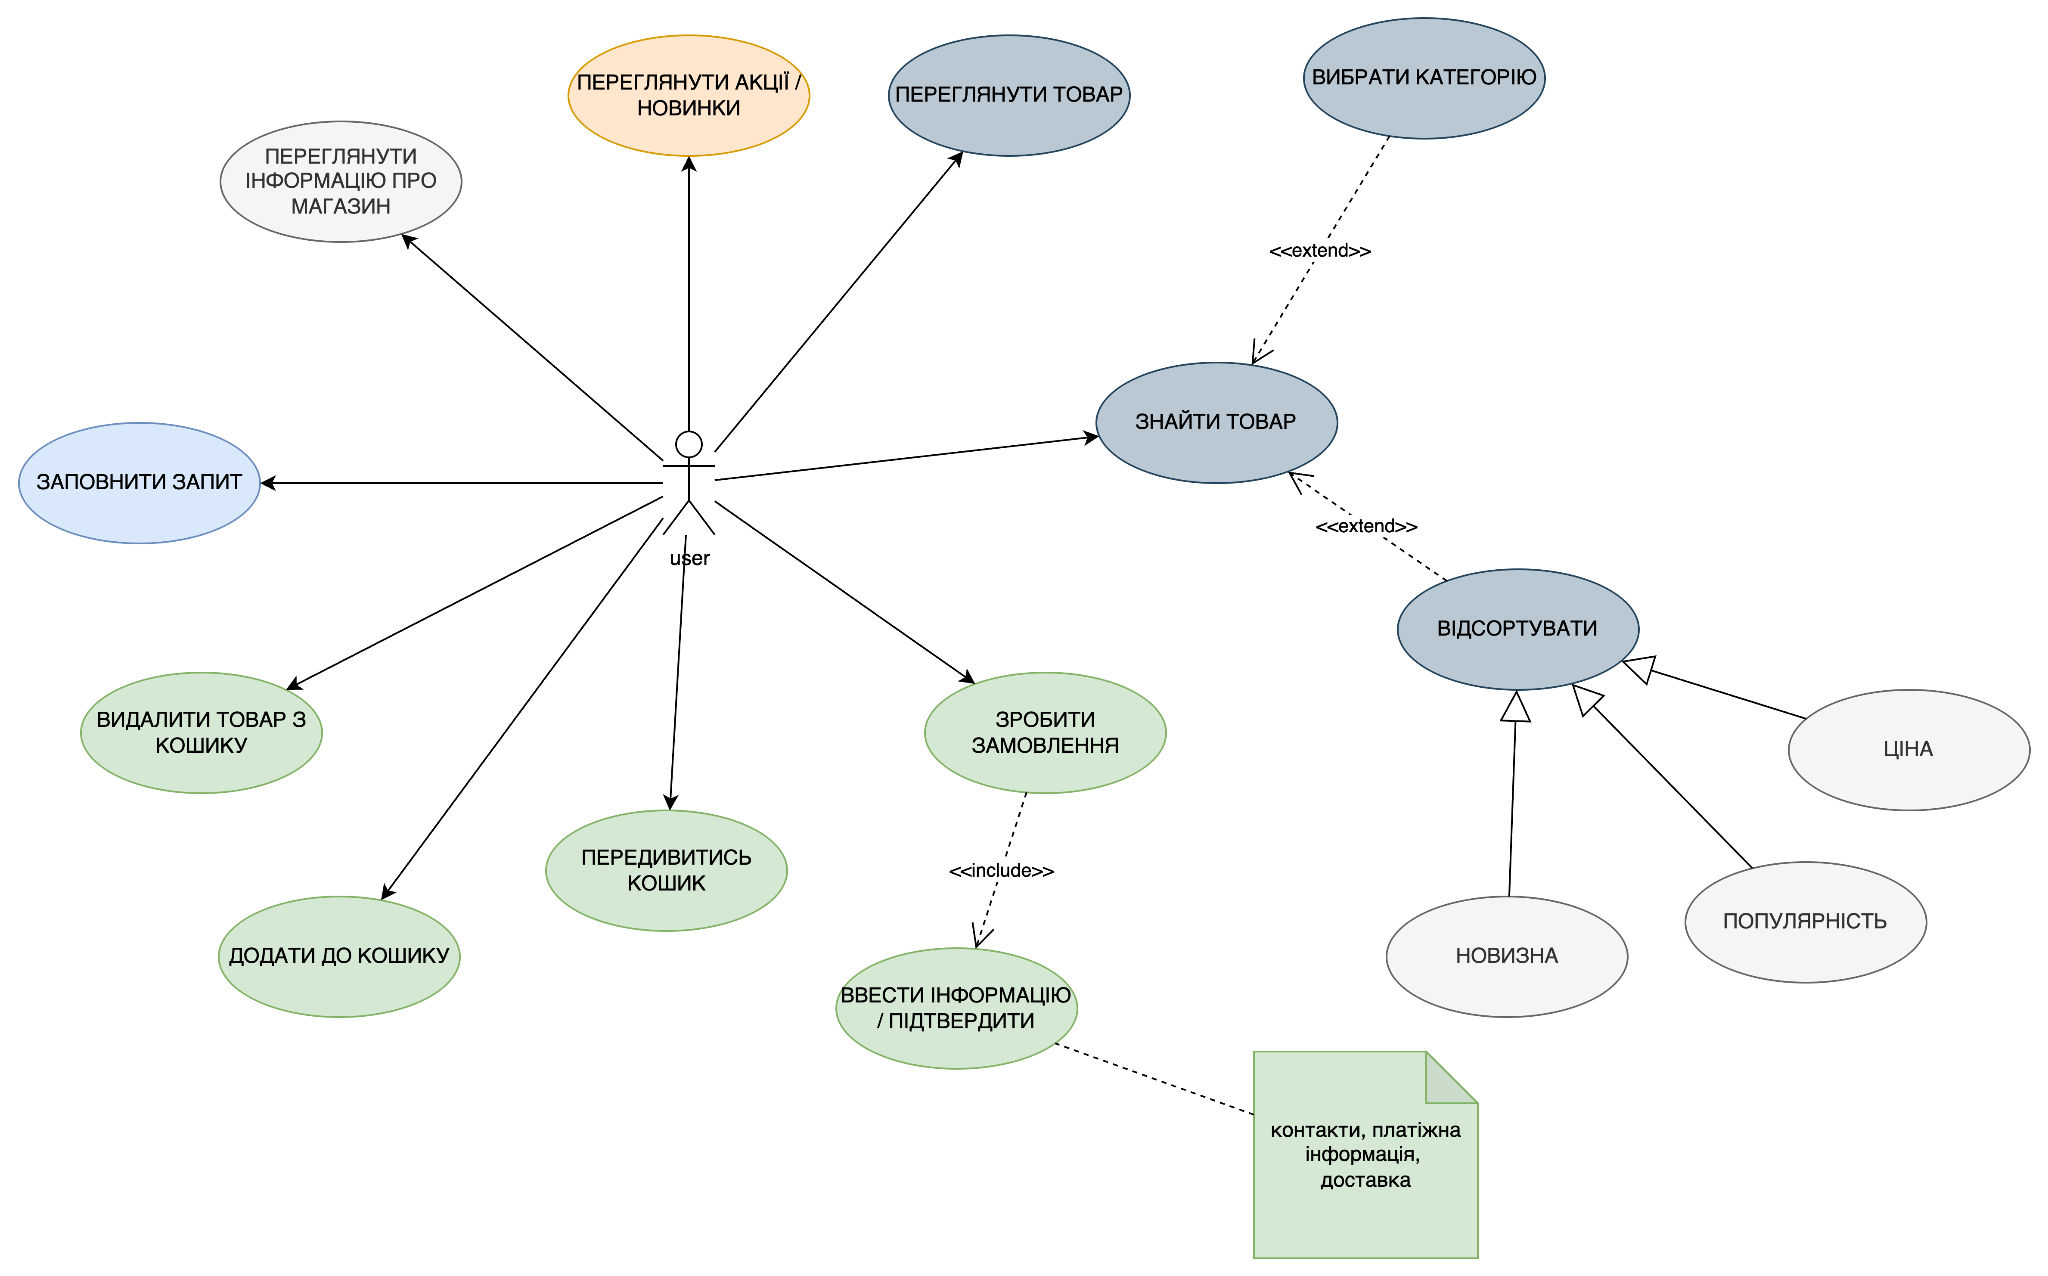 ПЕРЕГЛЯНУТИ АКЦІЇ /
НОВИНКИ
ПЕРЕГЛЯНУТИ ТОВАР
ВИБРАТИ КАТЕГОРІЮ
ПЕРЕГЛЯНУТИ
ІНФОРМАЦІЮ ПРО
МАГАЗИН
<<extend>>
ЗНАЙТИ ТОВАР
ЗАПОВНИТИ ЗАПИТ
<<extend>>
user
ВІДСОРТУВАТИ
ВИДАЛИТИ ТОВАР З
КОШИКУ
ЗРОБИТИ
ЗАМОВЛЕННЯ
ЦІНА
ПЕРЕДИВИТИСЬ
КОШИК
<<include>>
ПОПУЛЯРНІСТЬ
ДОДАТИ ДО КОШИКУ
НОВИЗНА
ВВЕСТИ ІНФОРМАЦІЮ
/ ПІДТВЕРДИТИ
контакти, платіжна
інформація,
доставка